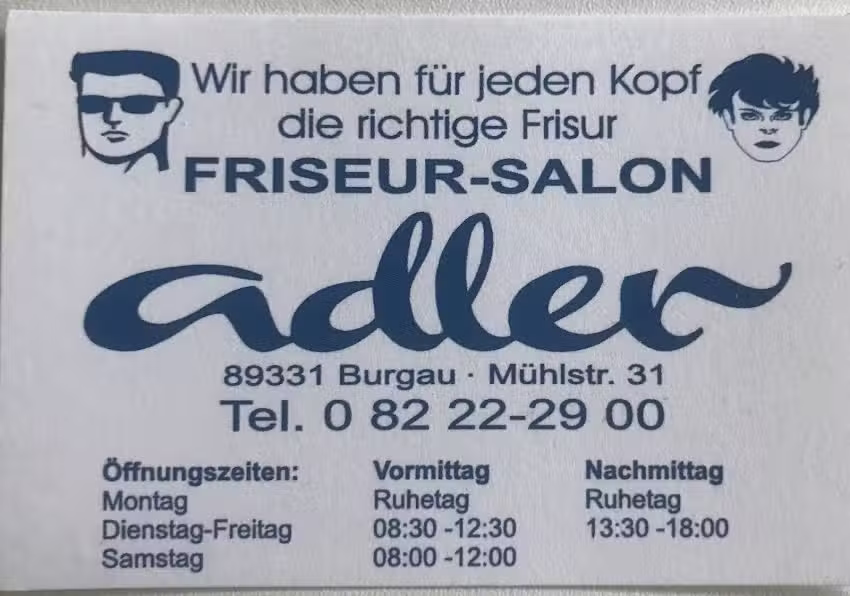 Wir haben für jeden Kopf
die richtige Frisur
FRISEUR-SALON
adler
89331 Burgau · Mühlstr. 31
Tel. 0 82 22-29 00
Öffnungszeiten: Vormittag Nachmittag
Montag Ruhetag Ruhetag
Dienstag-Freitag 08:30 -12:30 13:30 -18:00
Samstag 08:00 -12:00